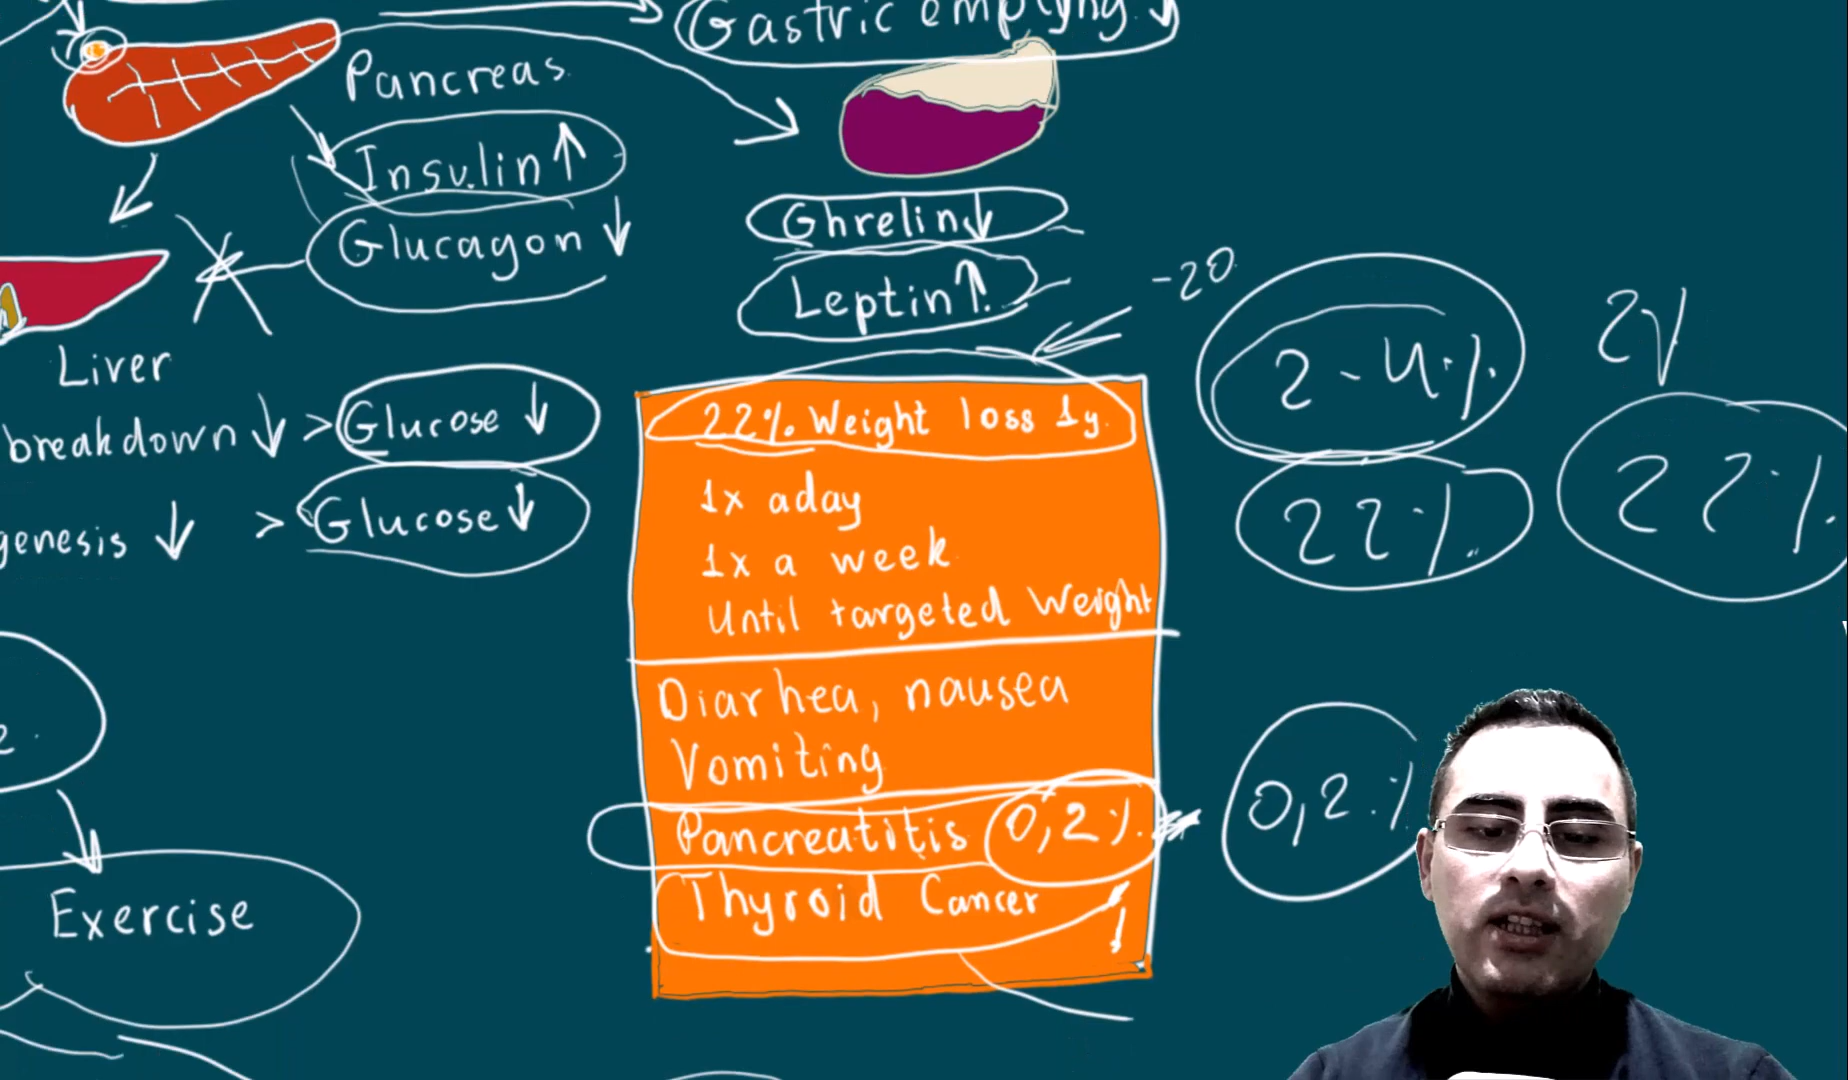 Gastric emptyng ↓
Pancreas
Insulin ↑
Glucagon ↓
Ghrelin ↓
Leptin ↑
-20
Liver
breakdown ↓ > Glucose ↓
genesis ↓ > Glucose ↓
22% Weight loss 1y.
1x aday
1x a week
Until targeted Weight
Diarhea, nausea
Vomiting
Pancreatitis 0,2%
Thyroid Cancer
2-4%
22%
22%
0,2%
e.
Exercise